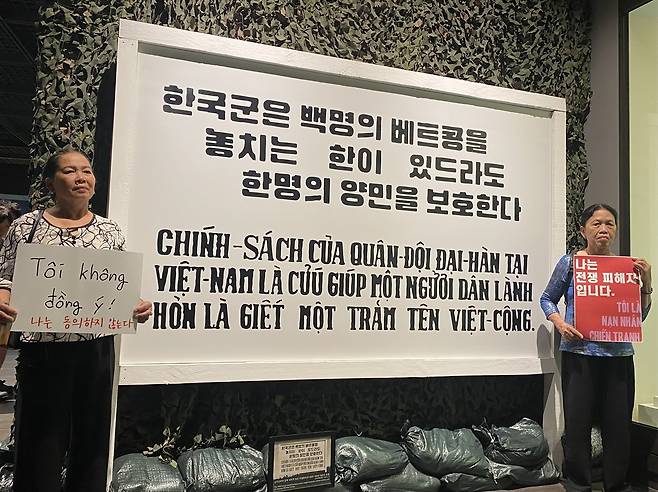 한국군은 백명의 베트콩을
놓치는 한이 있드라도
한명의 양민을 보호한다
CHÍNH-SÁCH CỦA QUÂN-ĐỘI ĐẠI-HÀN TẠI
VIỆT-NAM LÀ CỨU GIÚP MỘT NGƯỜI DÂN LÀNH
HƠN LÀ GIẾT MỘT TRĂM TÊN VIỆT-CỘNG.
Tôi không
đồng ý!
나는 동의하지 않는다
나는
전쟁 피해자
입니다.
TÔI LÀ
NẠN NHÂN
CHIẾN TRANH